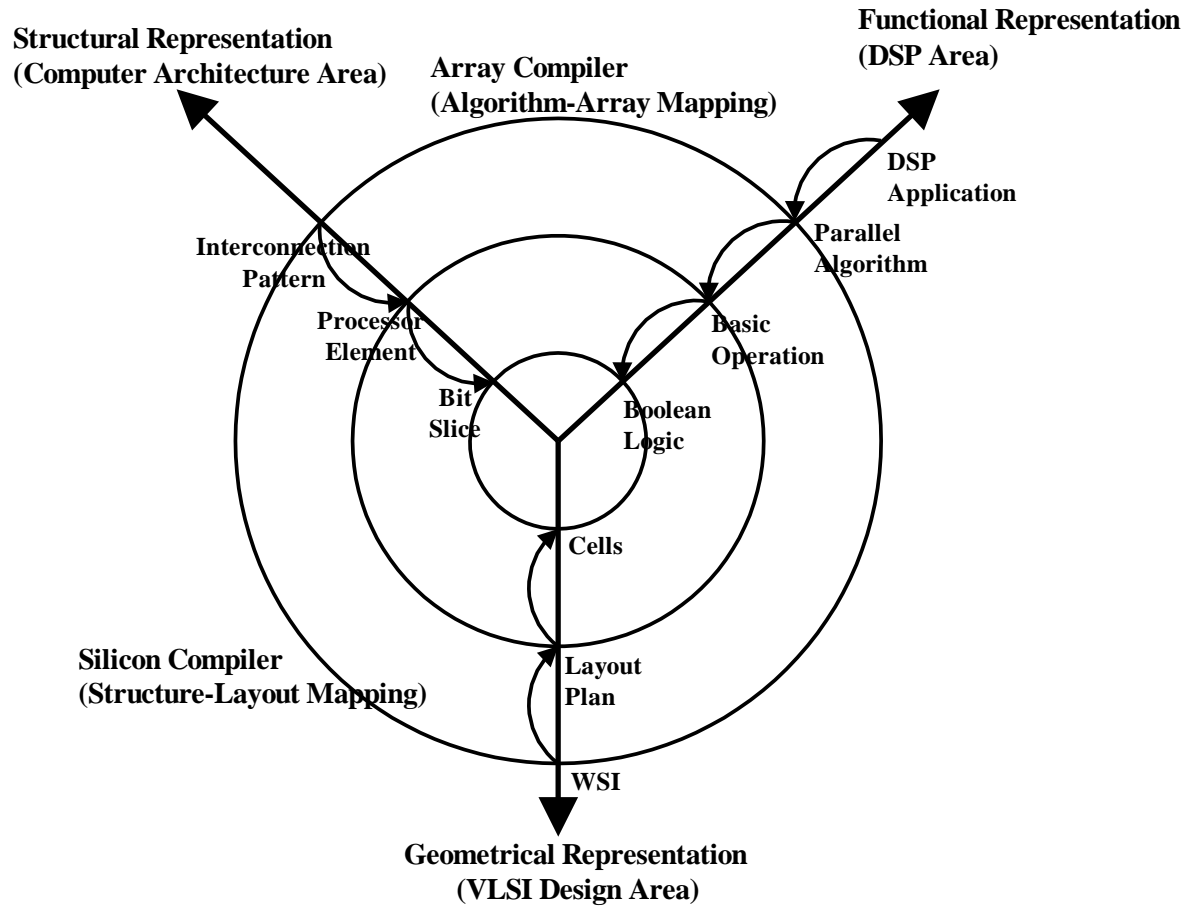 Structural Representation
(Computer Architecture Area)
Array Compiler
(Algorithm-Array Mapping)
Functional Representation
(DSP Area)
DSP
Application
Parallel
Algorithm
Interconnection
Pattern
Processor
Element
Basic
Operation
Bit
Slice
Boolean
Logic
Cells
Silicon Compiler
(Structure-Layout Mapping)
Layout
Plan
WSI
Geometrical Representation
(VLSI Design Area)